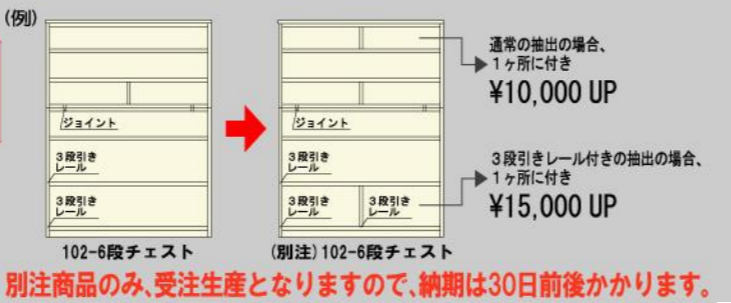 (例)
ジョイント
3段引き
レール
3段引き
レール
102-6段チェスト
ジョイント
3段引き
レール
3段引き
レール
3段引き
レール
(別注)102-6段チェスト
通常の抽出の場合、
1ヶ所に付き
¥10,000 UP
3段引きレール付きの抽出の場合、
1ヶ所に付き
¥15,000 UP
別注商品のみ、受注生産となりますので、納期は30日前後かかります。